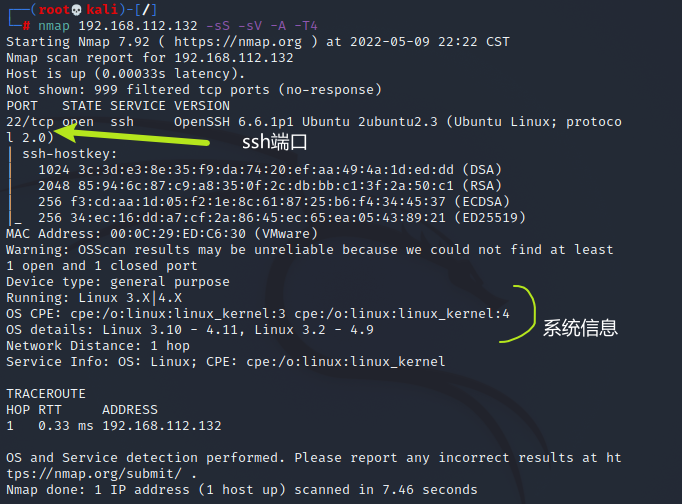 ┌──(root💀kali)-[/]
└─# nmap 192.168.112.132 -sS -sV -A -T4
Starting Nmap 7.92 ( https://nmap.org ) at 2022-05-09 22:22 CST
Nmap scan report for 192.168.112.132
Host is up (0.00033s latency).
Not shown: 999 filtered tcp ports (no-response)
PORT   STATE SERVICE VERSION
22/tcp open  ssh     OpenSSH 6.6.1p1 Ubuntu 2ubuntu2.3 (Ubuntu Linux; protoco
l 2.0)
ssh端口
| ssh-hostkey:
|   1024 3c:3d:e3:8e:35:f9:da:74:20:ef:aa:49:4a:1d:ed:dd (DSA)
|   2048 85:94:6c:87:c9:a8:35:0f:2c:db:bb:c1:3f:2a:50:c1 (RSA)
|   256 f3:cd:aa:1d:05:f2:1e:8c:61:87:25:b6:f4:34:45:37 (ECDSA)
|_  256 34:ec:16:dd:a7:cf:2a:86:45:ec:65:ea:05:43:89:21 (ED25519)
MAC Address: 00:0C:29:ED:C6:30 (VMware)
Warning: OSScan results may be unreliable because we could not find at least
1 open and 1 closed port
Device type: general purpose
Running: Linux 3.X|4.X
OS CPE: cpe:/o:linux:linux_kernel:3 cpe:/o:linux:linux_kernel:4
OS details: Linux 3.10 - 4.11, Linux 3.2 - 4.9
系统信息
Network Distance: 1 hop
Service Info: OS: Linux; CPE: cpe:/o:linux:linux_kernel
TRACEROUTE
HOP RTT     ADDRESS
1   0.33 ms 192.168.112.132
OS and Service detection performed. Please report any incorrect results at ht
tps://nmap.org/submit/ .
Nmap done: 1 IP address (1 host up) scanned in 7.46 seconds